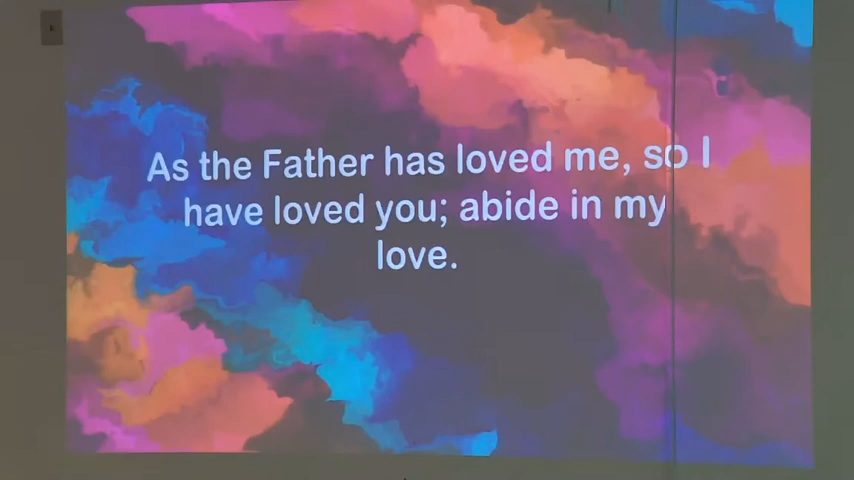 As the Father has loved me, so I
have loved you; abide in my
love.